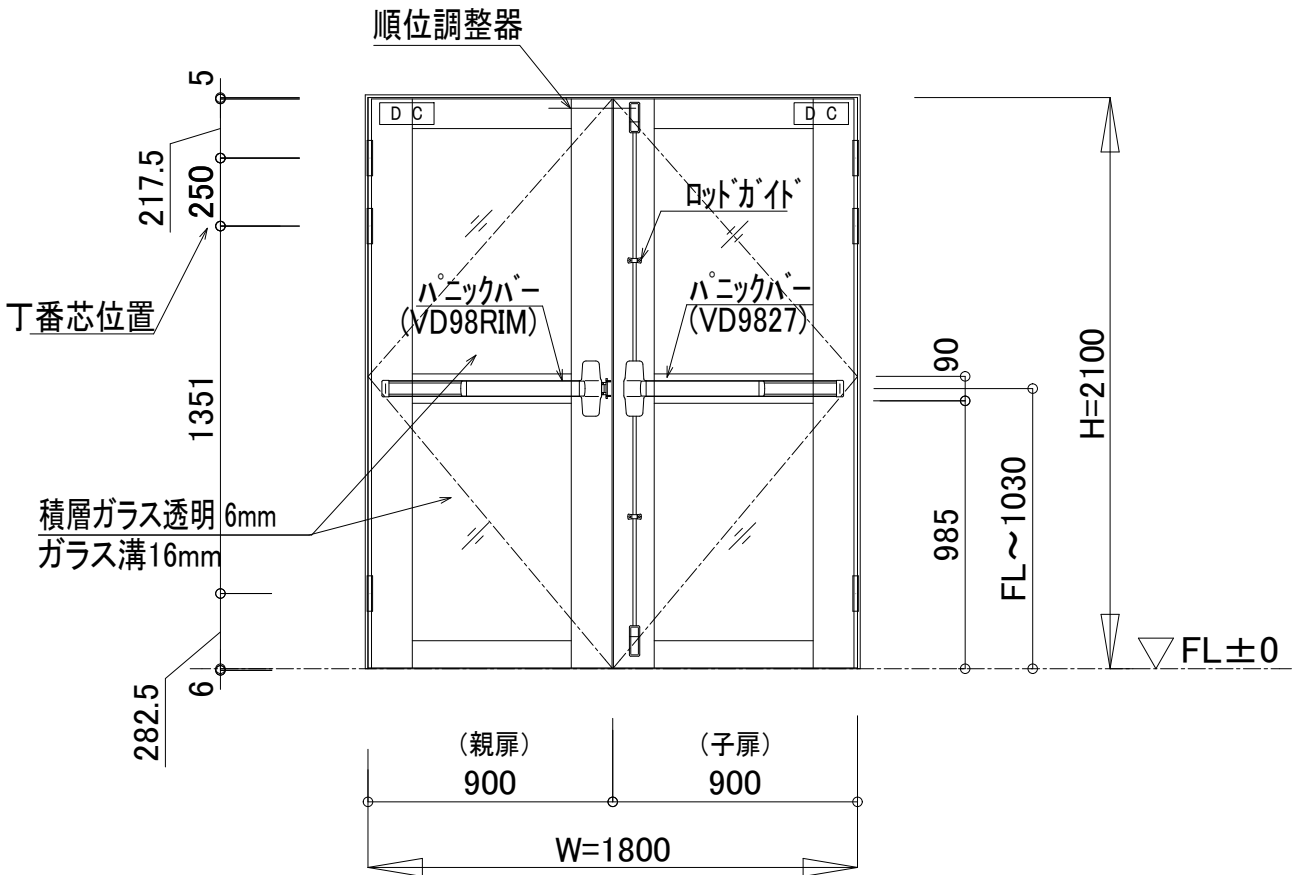 順位調整器
5
D C
D C
217.5
250
ロッドガイド
パニックバー
(VD98RIM)
パニックバー
(VD9827)
丁番芯位置
90
H=2100
1351
FL～1030
985
積層ガラス透明 6mm
ガラス溝16mm
FL±0
6
282.5
(親扉)
900
(子扉)
900
W=1800